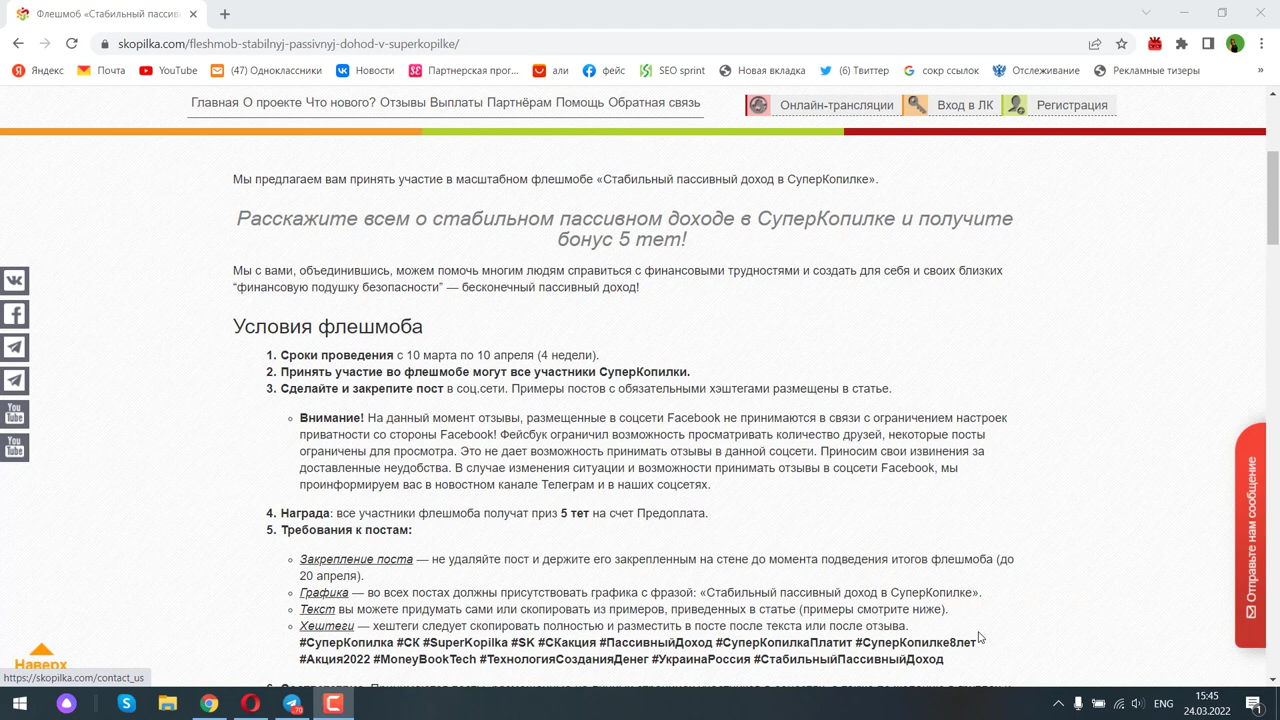 Флешмоб «Стабильный пассивн
skopilka.com/fleshmob-stabilnyj-passivnyj-dohod-v-superkopilke/
Яндекс Почта YouTube (47) Одноклассники Новости Партнерская прог... али фейс SEO sprint Новая вкладка (6) Твиттер сокр ссылок Отслеживание Рекламные тизеры »
Главная О проекте Что нового? Отзывы Выплаты Партнёрам Помощь Обратная связь
Онлайн-трансляции Вход в ЛК Регистрация
Мы предлагаем вам принять участие в масштабном флешмобе «Стабильный пассивный доход в СуперКопилке».
Расскажите всем о стабильном пассивном доходе в СуперКопилке и получите
бонус 5 тет!
Мы с вами, объединившись, можем помочь многим людям справиться с финансовыми трудностями и создать для себя и своих близких
“финансовую подушку безопасности” — бесконечный пассивный доход!
Условия флешмоба
1. Сроки проведения с 10 марта по 10 апреля (4 недели).
2. Принять участие во флешмобе могут все участники СуперКопилки.
3. Сделайте и закрепите пост в соц.сети. Примеры постов с обязательными хэштегами размещены в статье.
Внимание! На данный момент отзывы, размещенные в соцсети Facebook не принимаются в связи с ограничением настроек
приватности со стороны Facebook! Фейсбук ограничил возможность просматривать количество друзей, некоторые посты
ограничены для просмотра. Это не дает возможность принимать отзывы в данной соцсети. Приносим свои извинения за
доставленные неудобства. В случае изменения ситуации и возможности принимать отзывы в соцсети Facebook, мы
проинформируем вас в новостном канале Телеграм и в наших соцсетях.
4. Награда: все участники флешмоба получат приз 5 тет на счет Предоплата.
5. Требования к постам:
Закрепление поста — не удаляйте пост и держите его закрепленным на стене до момента подведения итогов флешмоба (до
20 апреля).
Графика — во всех постах должны присутствовать графика с фразой: «Стабильный пассивный доход в СуперКопилке».
Текст вы можете придумать сами или скопировать из примеров, приведенных в статье (примеры смотрите ниже).
Хештеги — хештеги следует скопировать полностью и разместить в посте после текста или после отзыва.
#СуперКопилка #СК #SuperKopilka #SK #СКакция #ПассивныйДоход #СуперКопилкаПлатит #СуперКопилке8лет
#Акция2022 #MoneyBookTech #ТехнологияСозданияДенег #УкраинаРоссия #СтабильныйПассивныйДоход
You
Tube
You
Tube
Отправьте нам сообщение
Наверх
https://skopilka.com/contact_us
70
ENG
15:45
24.03.2022
1